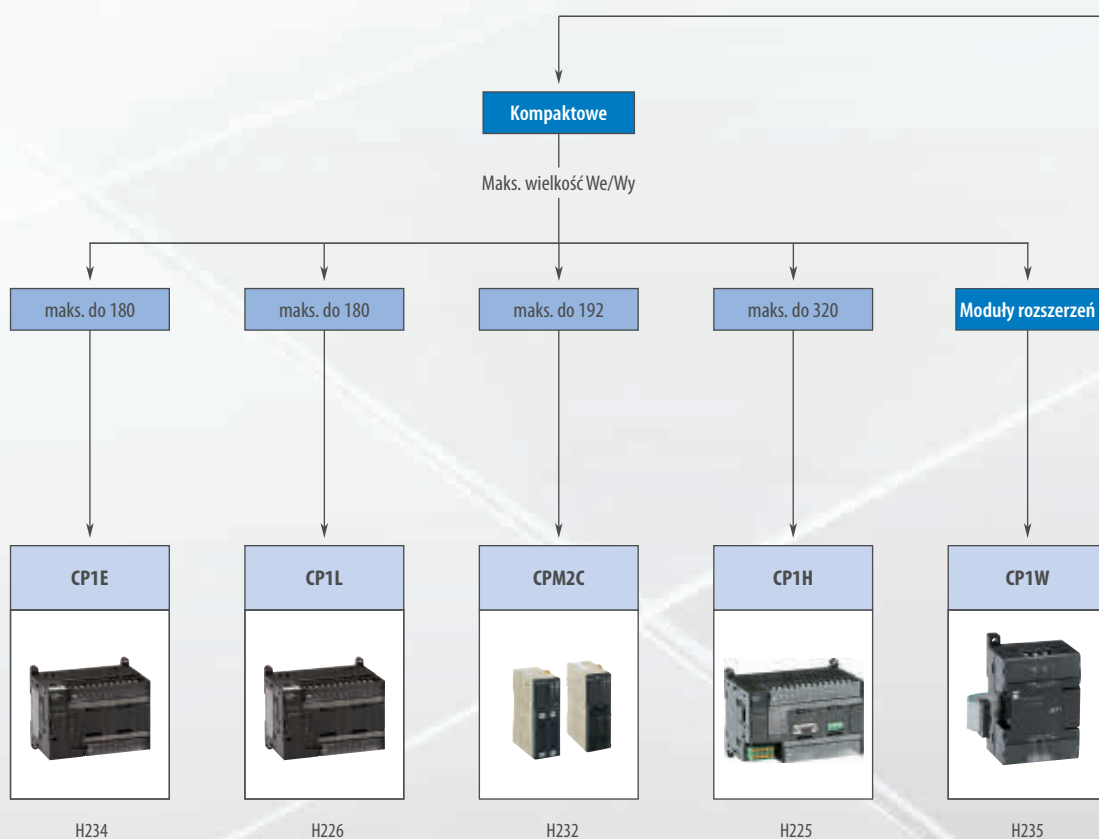 Kompaktowe
Maks. wielkość We/Wy
maks. do 180
maks. do 180
maks. do 192
maks. do 320
Moduły rozszerzeń
CP1E
CP1L
CPM2C
CP1H
CP1W
H234
H226
H232
H225
H235